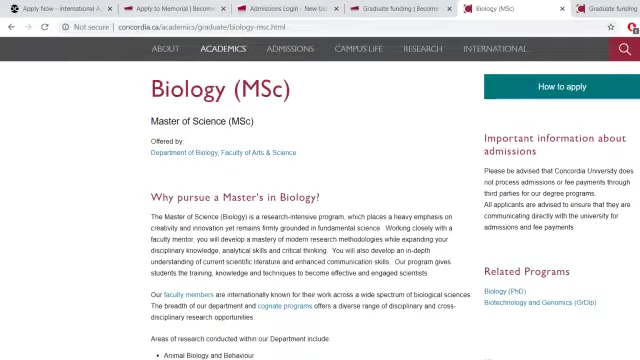 Apply Now - international A
Apply to Memorial | Become
Admissions Login - New Use
Graduate funding | Become
Biology (MSc)
Graduate funding
Not secure | concordia.ca/academics/graduate/biology-msc.html
ABOUT ACADEMICS ADMISSIONS CAMPUS LIFE RESEARCH INTERNATIONAL
Biology (MSc)
Master of Science (MSc)
Offered by:
Department of Biology, Faculty of Arts & Science
Why pursue a Master's in Biology?
The Master of Science (Biology) is a research-intensive program, which places a heavy emphasis on
creativity and innovation yet remains firmly grounded in fundamental science. Working closely with a
faculty mentor, you will develop a mastery of modern research methodologies while expanding your
disciplinary knowledge, analytical skills and critical thinking. You will also develop an in-depth
understanding of current scientific literature and enhanced communication skills. Our program gives
students the training, knowledge and techniques to become effective and engaged scientists.
Our faculty members are internationally known for their work across a wide spectrum of biological sciences
The breadth of our department and cognate programs offers a diverse range of disciplinary and cross-
disciplinary research opportunities.
Areas of research conducted within our Department include:
• Animal Biology and Behaviour
How to apply
Important information about
admissions
Please be advised that Concordia University does
not process admissions or fee payments through
third parties for our degree programs.
All applicants are advised to ensure that they are
communicating directly with the university for
admissions and fee payments.
Related Programs
Biology (PhD)
Biotechnology and Genomics (GrDip)